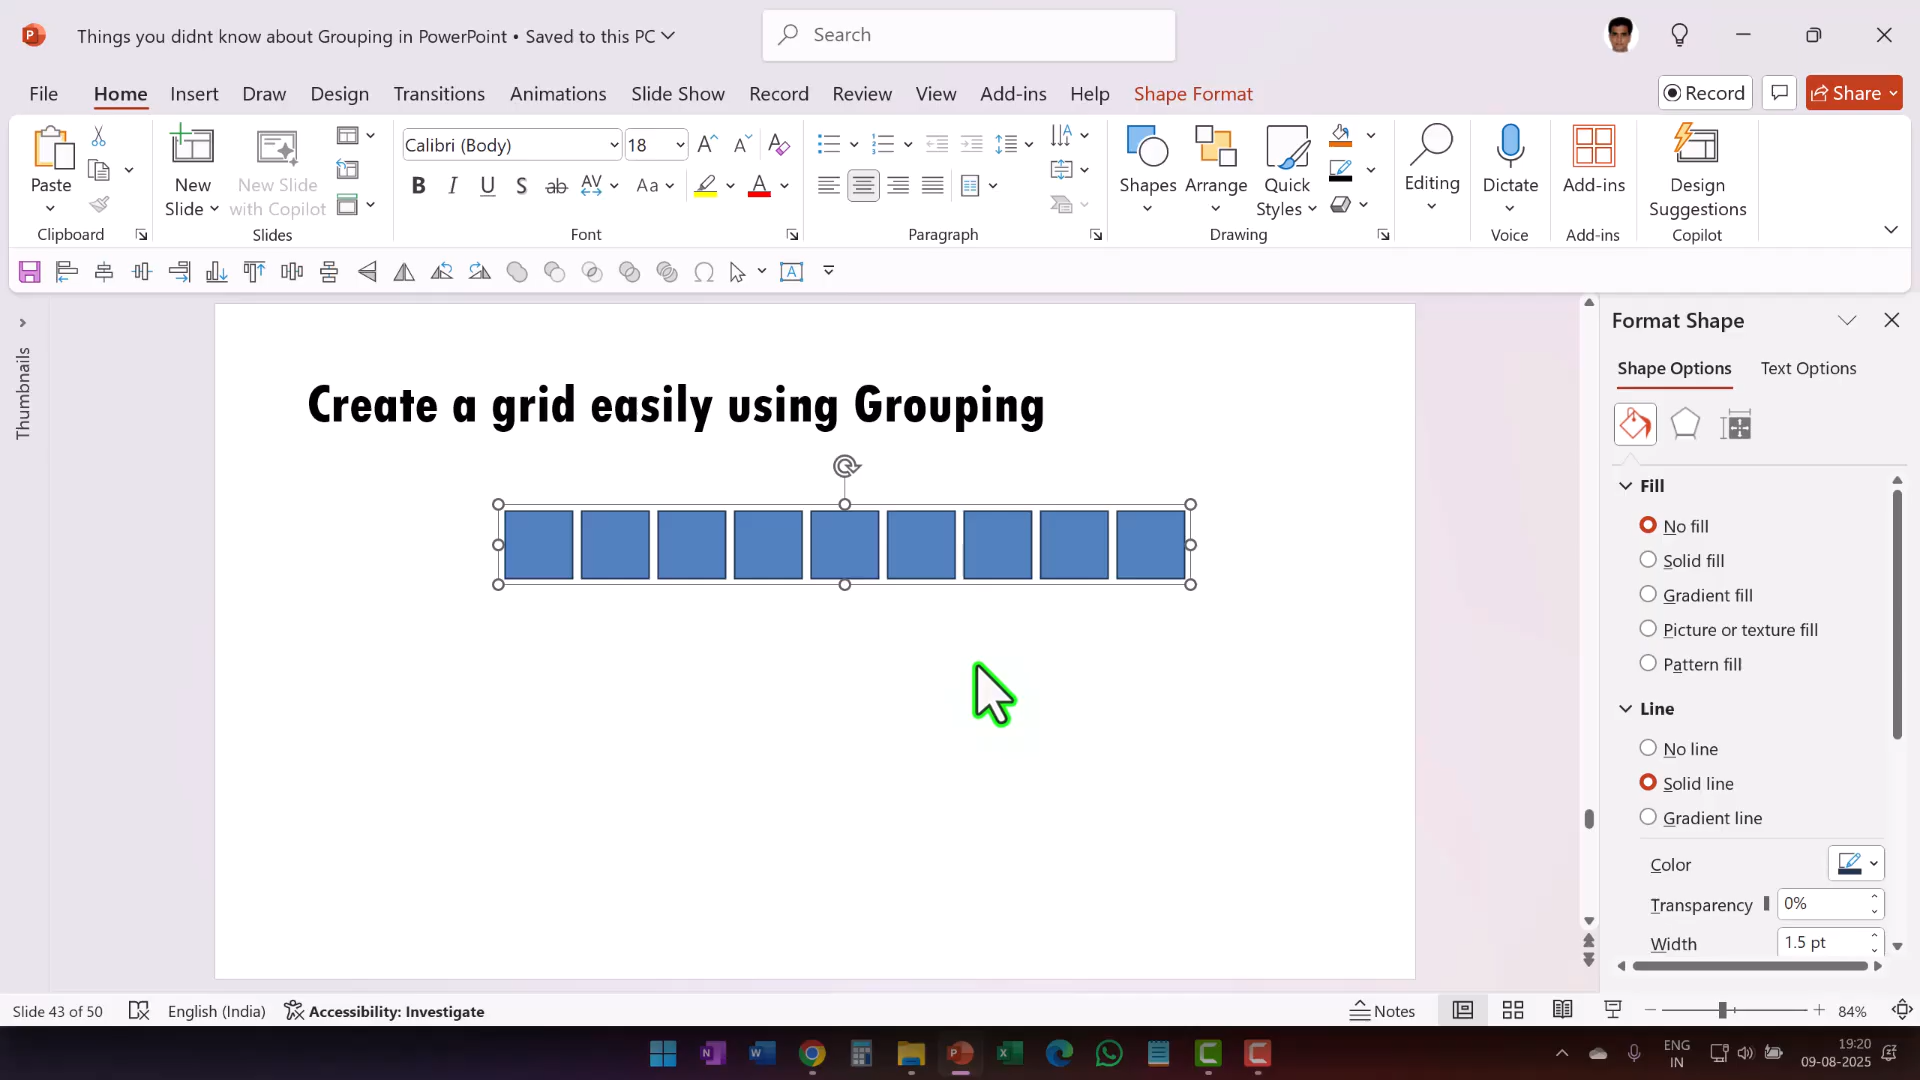 Things you didnt know about Grouping in PowerPoint • Saved to this PC
Search
File Home Insert Draw Design Transitions Animations Slide Show Record Review View Add-ins Help Shape Format
Record
Share
Paste
New Slide
New Slide with Copilot
Calibri (Body) 18
B I U S ab AV Aa A
Shapes Arrange Quick Styles
Editing
Dictate
Add-ins
Design Suggestions
Clipboard Slides Font Paragraph Drawing Voice Add-ins Copilot
Thumbnails
Create a grid easily using Grouping
Format Shape
Shape Options Text Options
Fill
No fill
Solid fill
Gradient fill
Picture or texture fill
Pattern fill
Line
No line
Solid line
Gradient line
Color
Transparency 0%
Width 1.5 pt
Slide 43 of 50 English (India) Accessibility: Investigate Notes 84%
ENG IN
19:20
09-08-2025